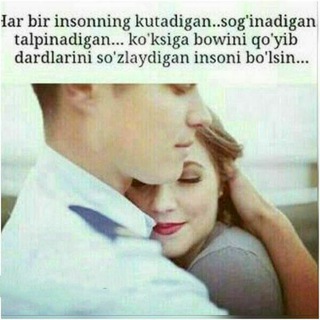 Har bir insonning kutadigan..sog'inadigan
talpinadigan... ko'ksiga bowini qo'yib
dardlarini so'zlaydigan insoni bo'lsin...